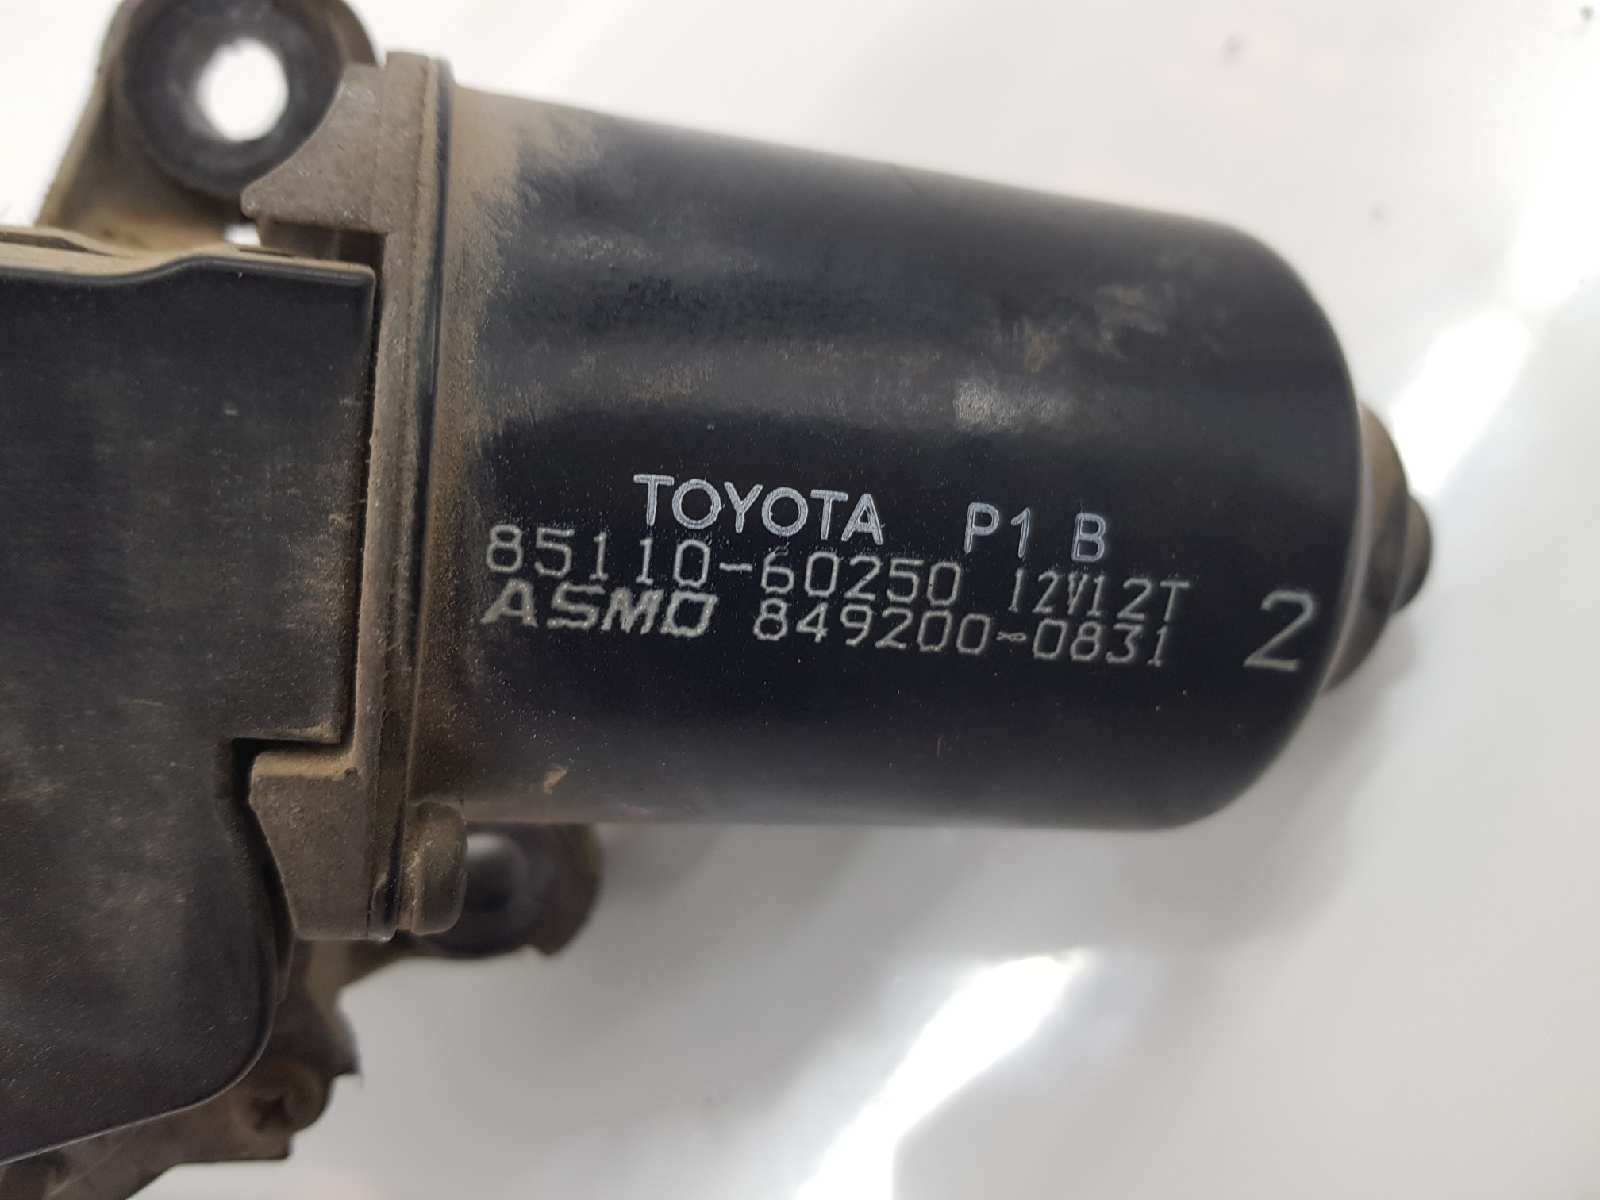 TOYOTA P1 B
85110-60250 12V12T
ASMO 849200-0831 2